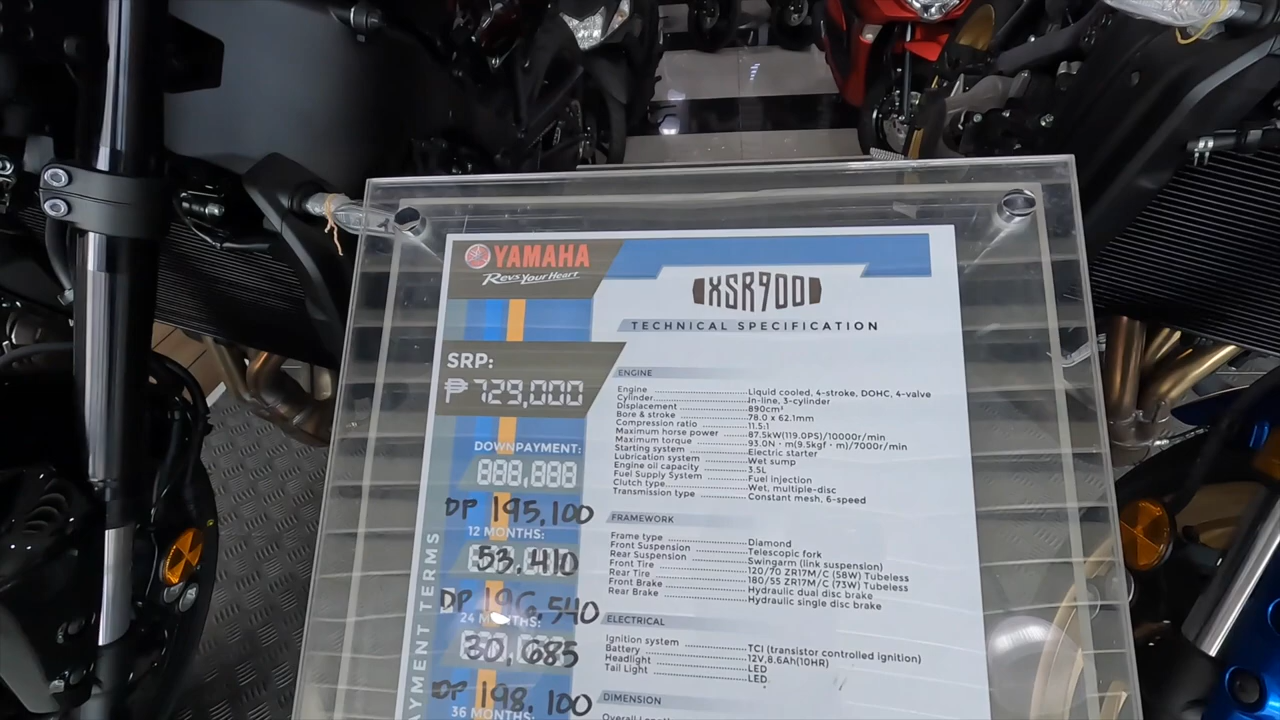 YAMAHA
Revs Your Heart
XSR900
TECHNICAL SPECIFICATION
SRP:
₱ 729,000
DOWNPAYMENT:
888,888
DP 195,100
12 MONTHS:
53,410
DP 196,540
24 MONTHS:
30,685
DP 198,100
36 MONTHS:
AYMENT TERMS
ENGINE
Engine Liquid cooled, 4-stroke, DOHC, 4-valve
Cylinder In-line, 3-cylinder
Displacement 890cm³
Bore & stroke 78.0 x 62.1mm
Compression ratio 11.5:1
Maximum horse power 87.5kW(119.0PS)/10000r/min
Maximum torque 93.0N・m(9.5kgf・m)/7000r/min
Starting system Electric starter
Lubrication system Wet sump
Engine oil capacity 3.5L
Fuel Supply System Fuel injection
Clutch type Wet, multiple-disc
Transmission type Constant mesh, 6-speed
FRAMEWORK
Frame type Diamond
Front Suspension Telescopic fork
Rear Suspension Swingarm (link suspension)
Front Tire 120/70 ZR17M/C (58W) Tubeless
Rear Tire 180/55 ZR17M/C (73W) Tubeless
Front Brake Hydraulic dual disc brake
Rear Brake Hydraulic single disc brake
ELECTRICAL
Ignition system TCI (transistor controlled ignition)
Battery 12V,8.6Ah(10HR)
Headlight LED
Tail Light LED
DIMENSION